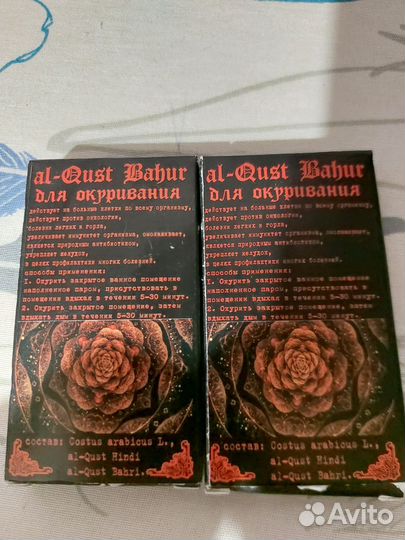 al-Qust Bahur
для окуривания
действует на больные клетки по всему организму,
действует против онкологии,
болезни легких и горла,
увеличивает иммунитет организма, омолаживает,
является природным антибиотиком,
укрепляет желудок,
в целях профилактики многих болезней.
способы применения:
1. Окурить закрытое ванное помещение
наполненное паром, присутствовать в
помещении вдыхая в течении 5-30 минут.
2. Окурить закрытое помещение, затем
вдыхать дым в течении 5-30 минут.
состав: Costus arabicus L.,
al-Qust Hindi
al-Qust Bahri.
al-Qust Bahur
для окуривания
действует на больные клетки по всему организму,
действует против онкологии,
болезни легких и горла,
увеличивает иммунитет организма, омолаживает,
является природным антибиотиком,
укрепляет желудок,
в целях профилактики многих болезней.
способы применения:
1. Окурить закрытое ванное помещение
наполненное паром, присутствовать в
помещении вдыхая в течении 5-30 минут.
2. Окурить закрытое помещение, затем
вдыхать дым в течении 5-30 минут.
состав: Costus arabicus L.,
al-Qust Hindi
al-Qust Bahri.
Avito